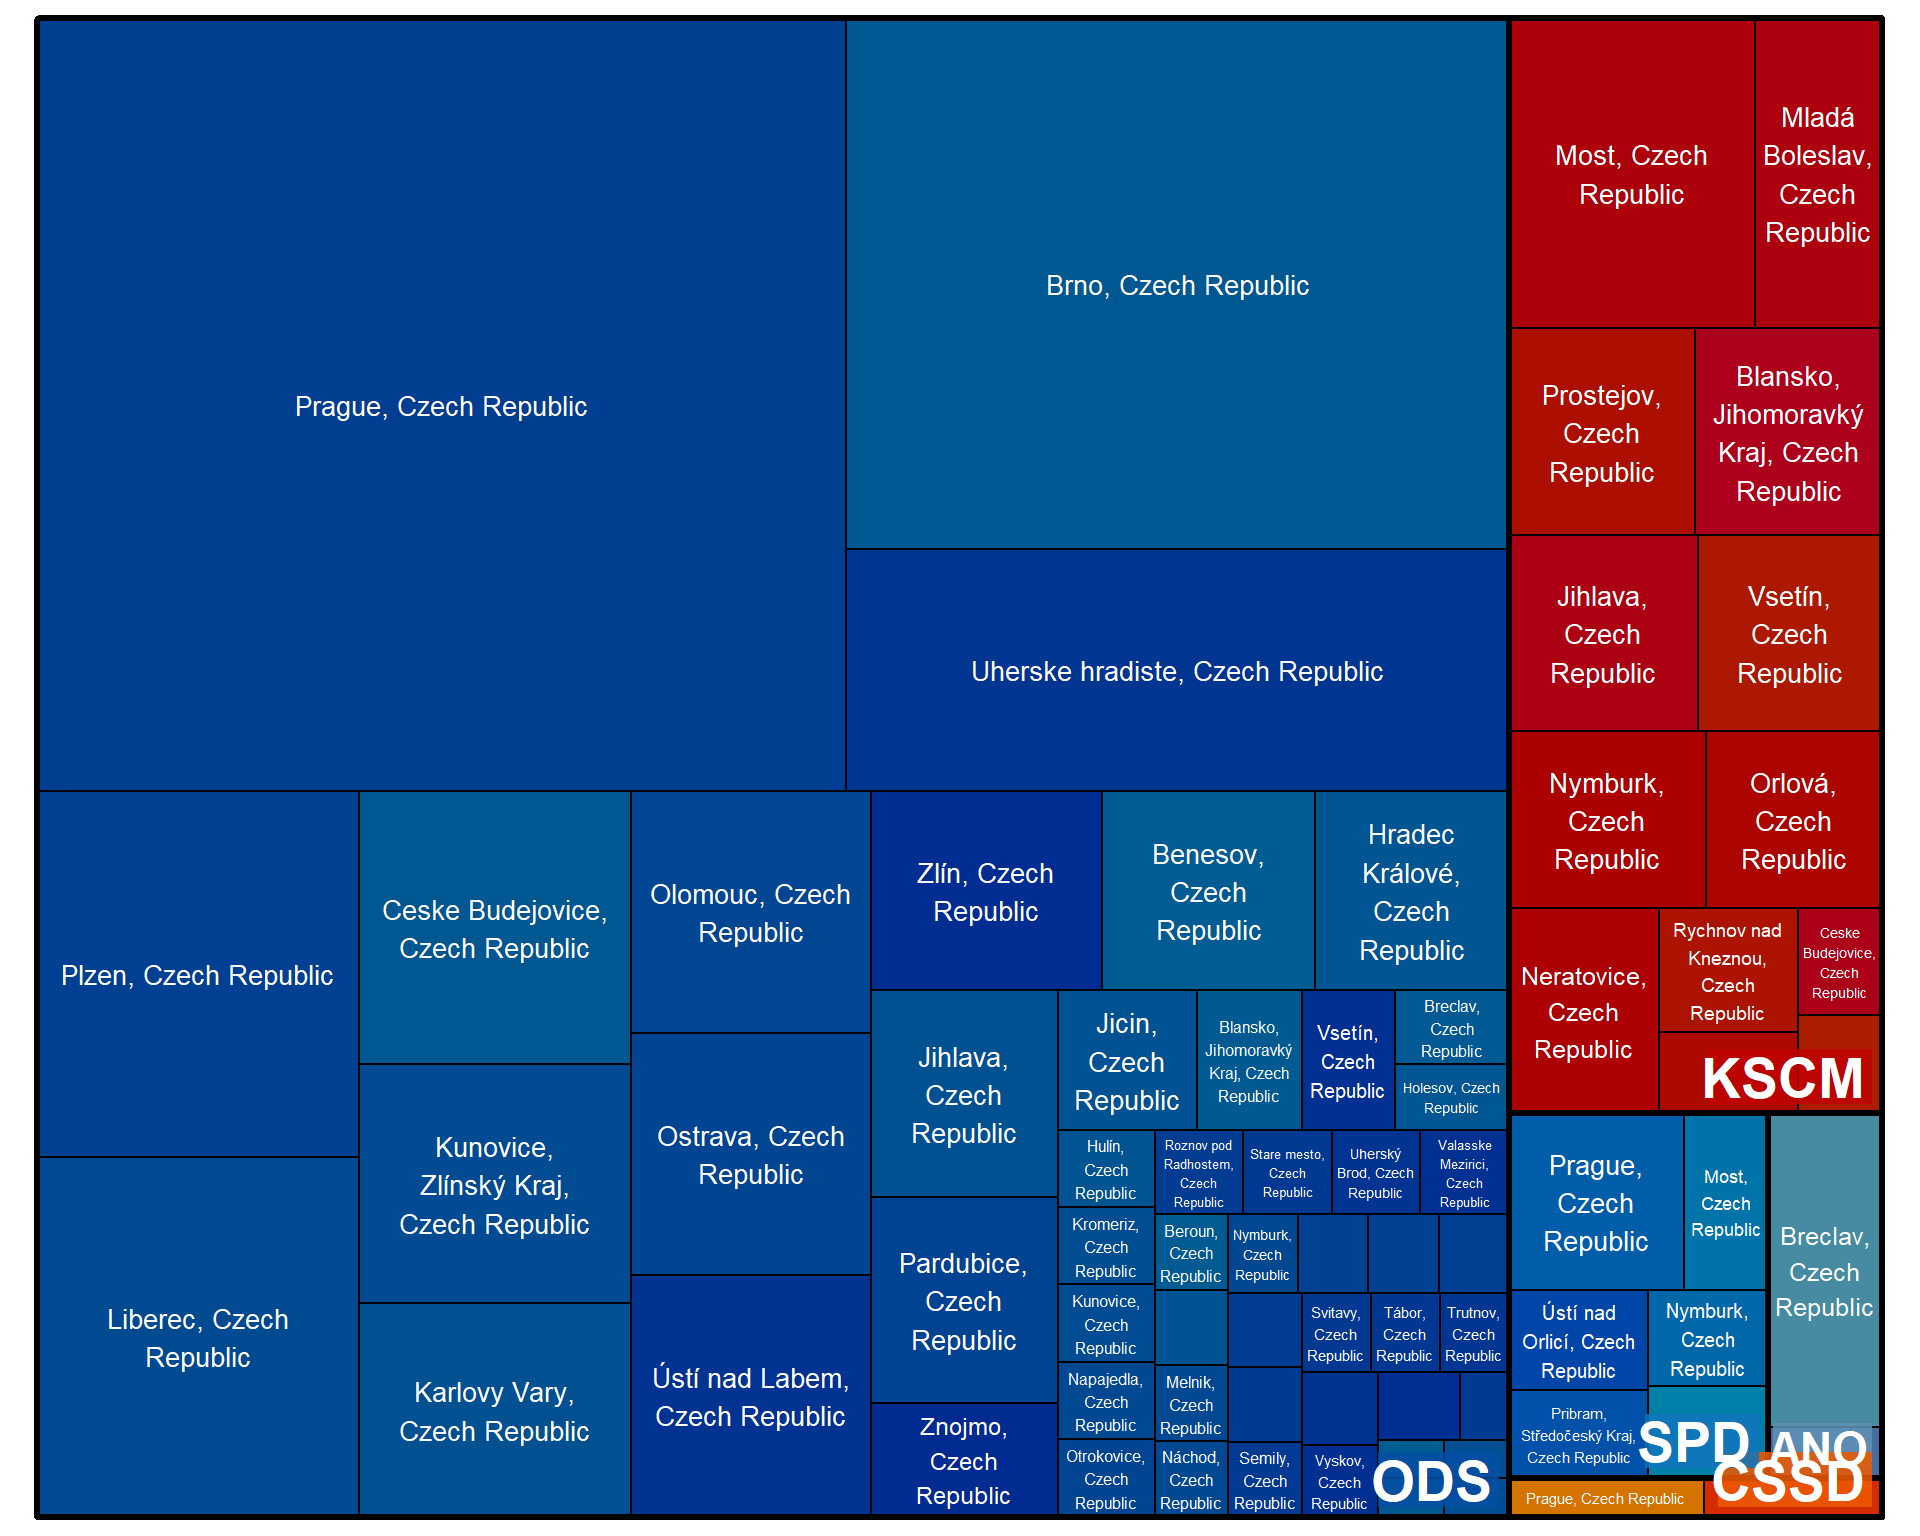 Prague, Czech Republic
Brno, Czech Republic
Uherske hradiste, Czech Republic
Plzen, Czech Republic
Liberec, Czech Republic
Ceske Budejovice,
Czech Republic
Kunovice,
Zlínský Kraj,
Czech Republic
Karlovy Vary,
Czech Republic
Olomouc, Czech
Republic
Ostrava, Czech
Republic
Ústí nad Labem,
Czech Republic
Zlín, Czech
Republic
Benesov,
Czech
Republic
Hradec
Králové,
Czech
Republic
Jihlava,
Czech
Republic
Pardubice,
Czech
Republic
Znojmo,
Czech
Republic
Jicin,
Czech
Republic
Blansko,
Jihomoravký
Kraj, Czech
Republic
Vsetín,
Czech
Republic
Breclav,
Czech
Republic
Holesov, Czech
Republic
Hulín,
Czech
Republic
Kromeriz,
Czech
Republic
Kunovice,
Czech
Republic
Napajedla,
Czech
Republic
Otrokovice,
Czech
Republic
Roznov pod
Radhostem,
Czech
Republic
Stare mesto,
Czech
Republic
Uherský
Brod, Czech
Republic
Valasske
Mezirici,
Czech
Republic
Beroun,
Czech
Republic
Nymburk,
Czech
Republic
Melnik,
Czech
Republic
Náchod,
Czech
Republic
Semily,
Czech
Republic
Svitavy,
Czech
Republic
Tábor,
Czech
Republic
Trutnov,
Czech
Republic
Vyskov,
Czech
Republic
ODS
Most, Czech
Republic
Mladá
Boleslav,
Czech
Republic
Prostejov,
Czech
Republic
Blansko,
Jihomoravký
Kraj, Czech
Republic
Jihlava,
Czech
Republic
Vsetín,
Czech
Republic
Nymburk,
Czech
Republic
Orlová,
Czech
Republic
Neratovice,
Czech
Republic
Rychnov nad
Kneznou,
Czech
Republic
Ceske
Budejovice,
Czech
Republic
KSCM
Prague,
Czech
Republic
Most,
Czech
Republic
Ústí nad
Orlicí, Czech
Republic
Nymburk,
Czech
Republic
Pribram,
Středočeský Kraj,
Czech Republic
SPD
Breclav,
Czech
Republic
ANO
Prague, Czech Republic
CSSD